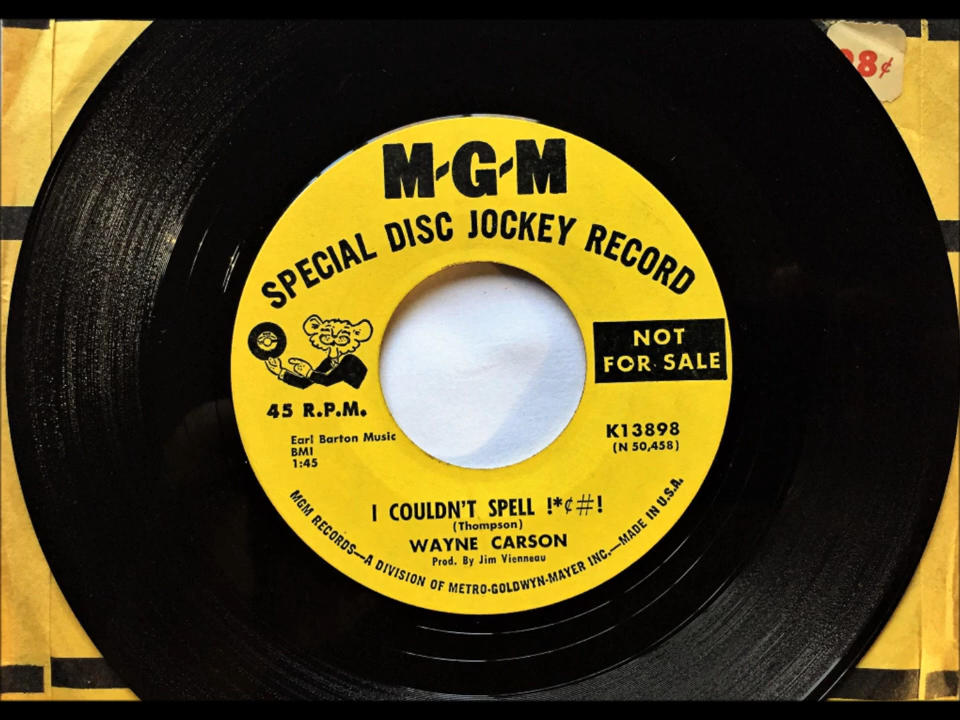 M-G-M
SPECIAL DISC JOCKEY RECORD
NOT
FOR SALE
45 R.P.M.
Earl Barton Music
BMI
1:45
K13898
(N 50,458)
I COULDN'T SPELL !*¢#!
(Thompson)
WAYNE CARSON
Prod. By Jim Vienneau
MGM RECORDS—A DIVISION OF METRO-GOLDWYN-MAYER INC.—MADE IN U.S.A.
8¢